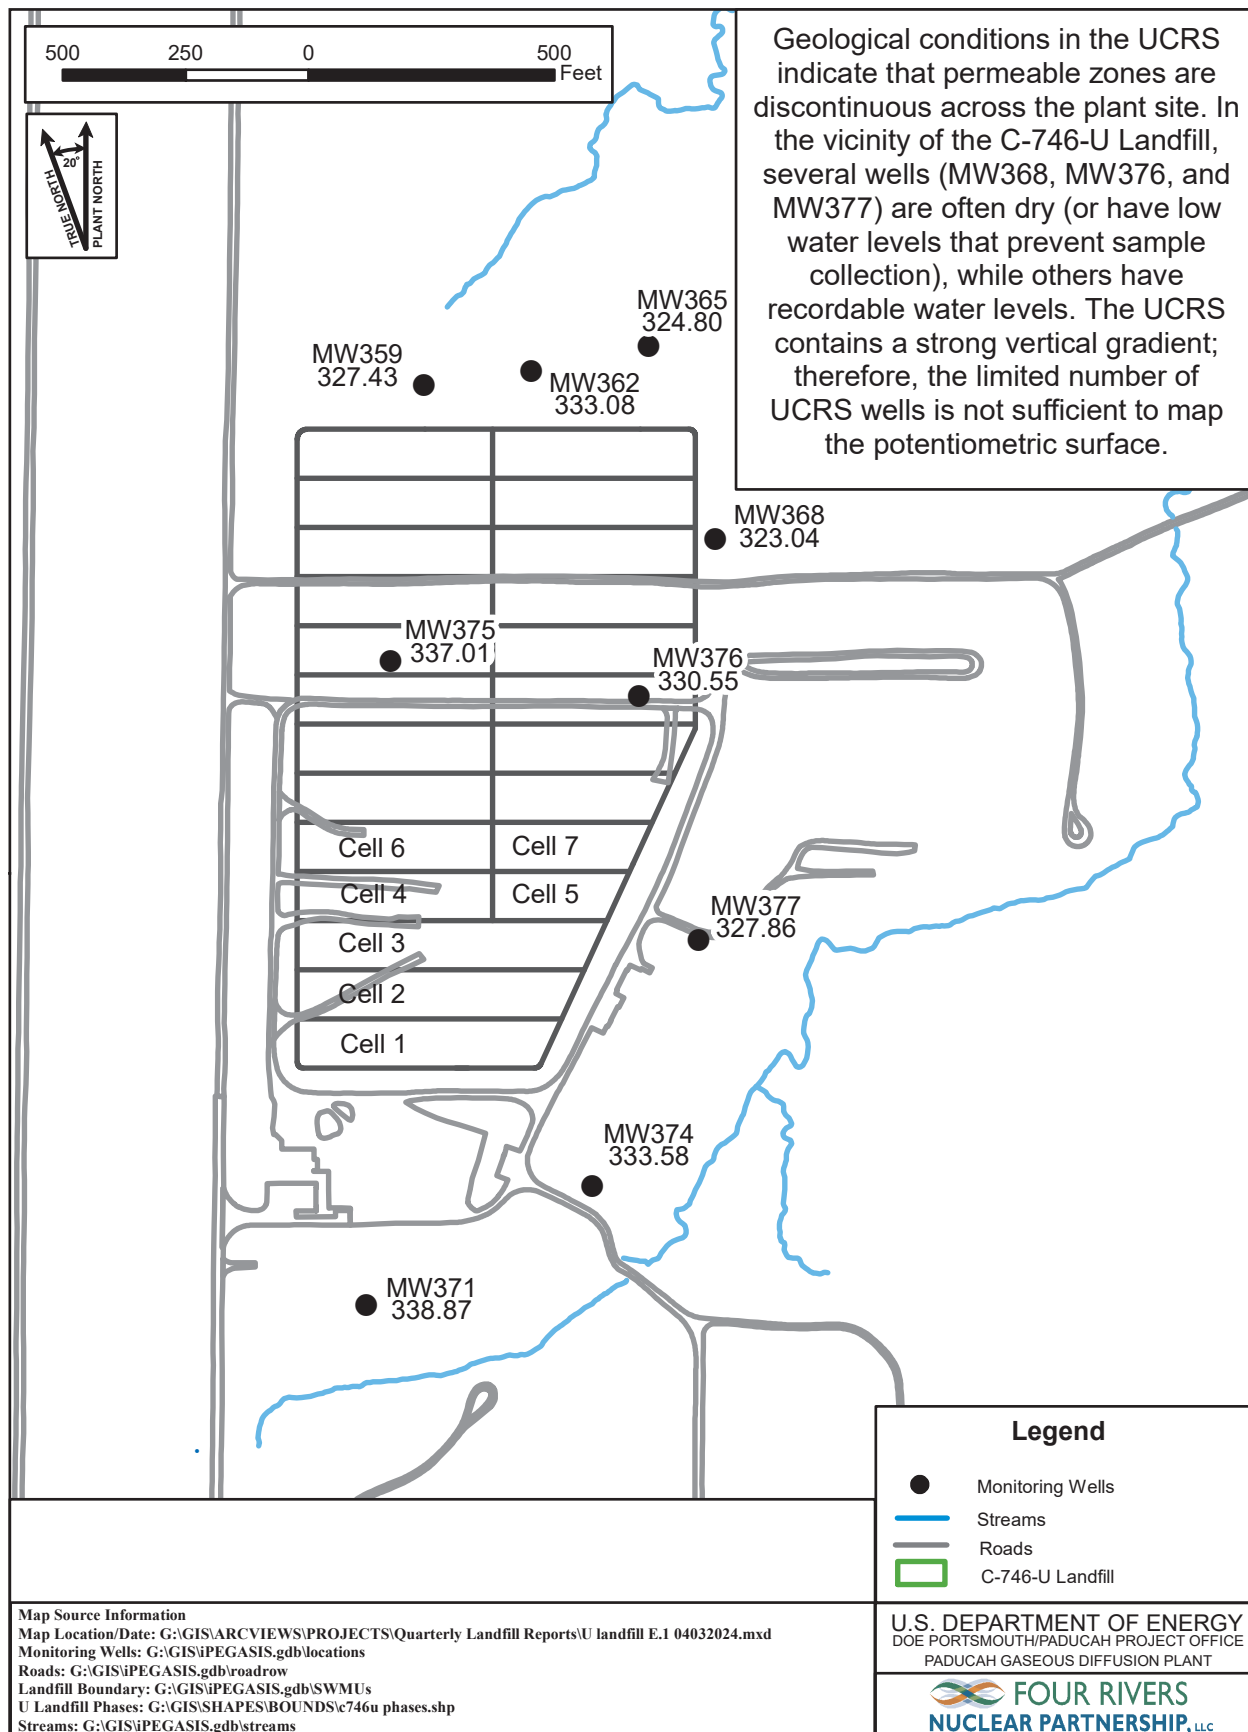 500 250 0 500
Feet
20°
TRUE NORTH
PLANT NORTH
Geological conditions in the UCRS
indicate that permeable zones are
discontinuous across the plant site. In
the vicinity of the C-746-U Landfill,
several wells (MW368, MW376, and
MW377) are often dry (or have low
water levels that prevent sample
collection), while others have
recordable water levels. The UCRS
contains a strong vertical gradient;
therefore, the limited number of
UCRS wells is not sufficient to map
the potentiometric surface.
MW365
324.80
MW359
327.43
MW362
333.08
MW368
323.04
MW375
337.01
MW376
330.55
Cell 6
Cell 7
Cell 4
Cell 5
MW377
327.86
Cell 3
Cell 2
Cell 1
MW374
333.58
MW371
338.87
Legend
Monitoring Wells
Streams
Roads
C-746-U Landfill
Map Source Information
Map Location/Date: G:\GIS\ARCVIEWS\PROJECTS\Quarterly Landfill Reports\U landfill E.1 04032024.mxd
Monitoring Wells: G:\GIS\iPEGASIS.gdb\locations
Roads: G:\GIS\iPEGASIS.gdb\roadrow
Landfill Boundary: G:\GIS\iPEGASIS.gdb\SWMUs
U Landfill Phases: G:\GIS\SHAPES\BOUNDS\c746u phases.shp
Streams: G:\GIS\iPEGASIS.gdb\streams
U.S. DEPARTMENT OF ENERGY
DOE PORTSMOUTH/PADUCAH PROJECT OFFICE
PADUCAH GASEOUS DIFFUSION PLANT
FOUR RIVERS
NUCLEAR PARTNERSHIP, LLC